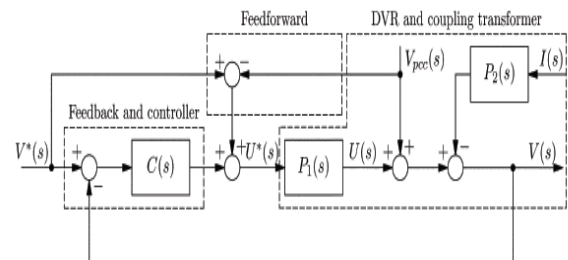 Feedforward
DVR and coupling transformer
+
−
V_pcc(s)
P_2(s)
I(s)
Feedback and controller
V*(s)
+
−
C(s)
+
+
U*(s)
P_1(s)
U(s)
+
+
+
−
V(s)